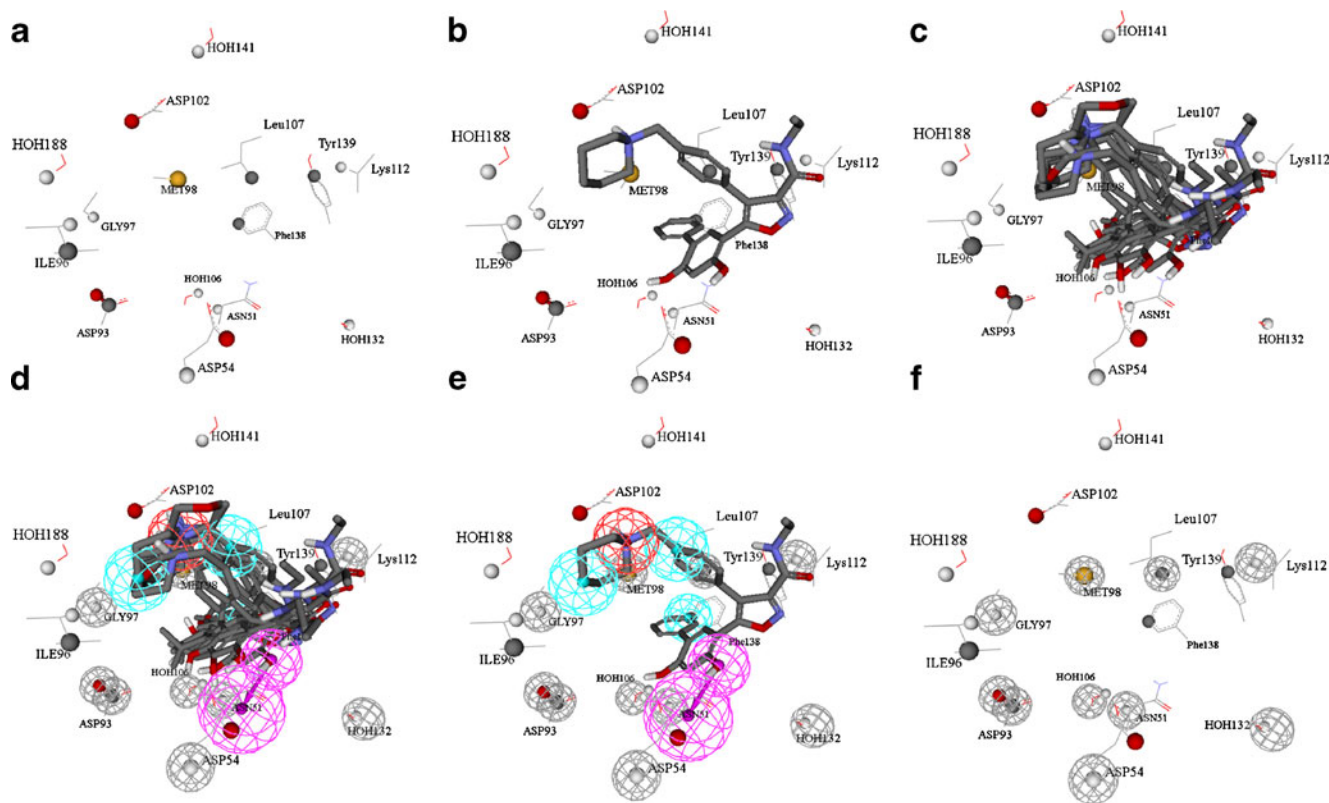 a
HOH141
ASP102
Leu107
HOH188
Tyr139
Lys112
MET98
GLY97
Phe138
ILE96
HOH106
ASN51
ASP93
HOH132
ASP54
b
HOH141
ASP102
Leu107
HOH188
Tyr139
Lys112
MET98
GLY97
Phe138
ILE96
HOH106
ASN51
ASP93
HOH132
ASP54
c
HOH141
ASP102
Leu107
HOH188
Tyr139
Lys112
MET98
GLY97
ILE96
HOH106
ASN51
ASP93
HOH132
ASP54
d
HOH141
ASP102
Leu107
HOH188
Tyr139
Lys112
MET98
GLY97
ILE96
HOH106
ASN51
ASP93
HOH132
ASP54
e
HOH141
ASP102
Leu107
HOH188
Tyr139
Lys112
MET98
GLY97
Phe138
ILE96
HOH106
ASN51
ASP93
HOH132
ASP54
f
HOH141
ASP102
Leu107
HOH188
Tyr139
Lys112
MET98
GLY97
Phe138
ILE96
HOH106
ASN51
HOH132
ASP93
ASP54